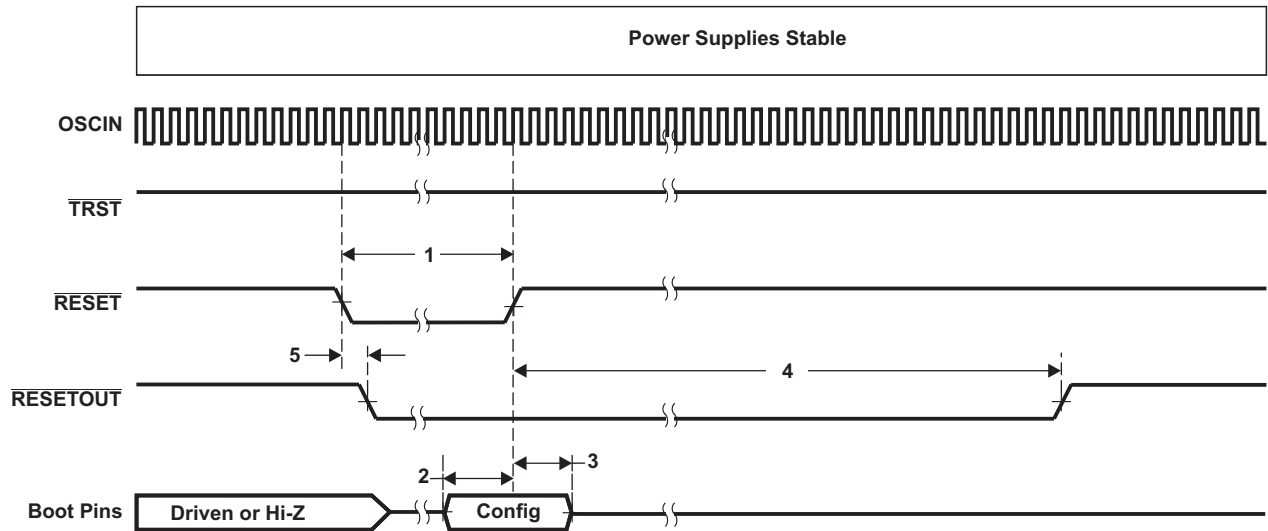 Power Supplies Stable
OSCIN
TRST
1
RESET
5
4
RESETOUT
2
3
Boot Pins
Driven or Hi-Z
Config